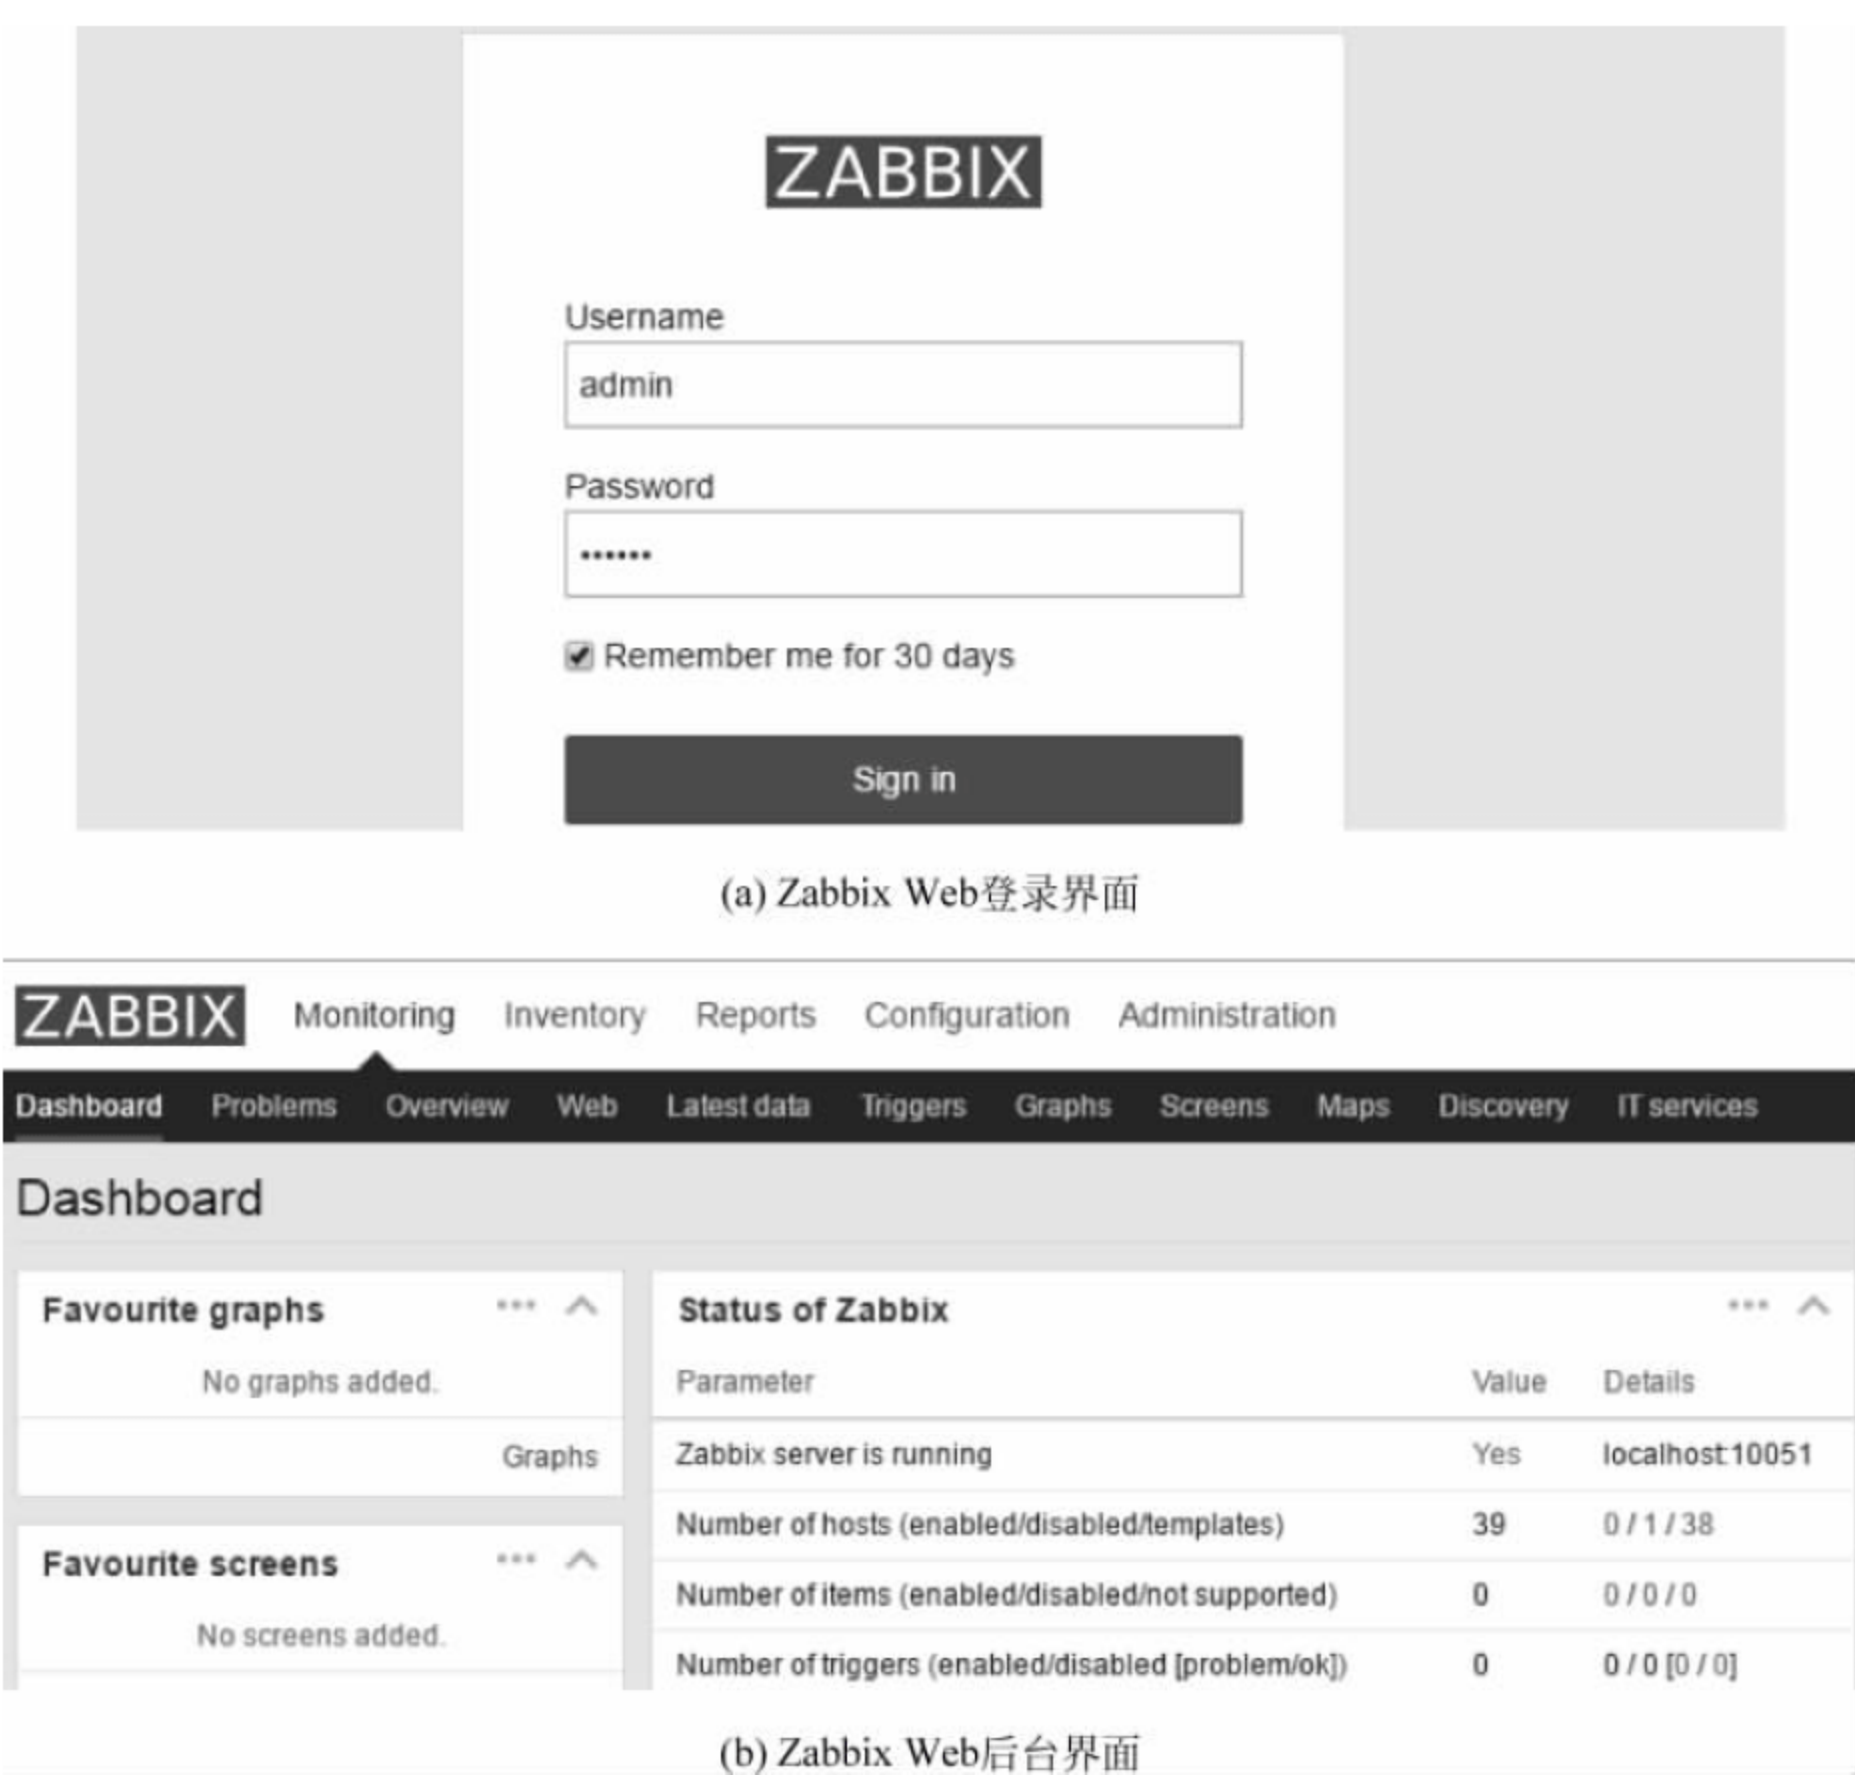 ZABBIX
Username
admin
Password
••••••
Remember me for 30 days
Sign in
(a) Zabbix Web登录界面
ZABBIX Monitoring Inventory Reports Configuration Administration
Dashboard Problems Overview Web Latest data Triggers Graphs Screens Maps Discovery IT services
Dashboard
Favourite graphs
No graphs added.
Graphs
Favourite screens
No screens added.
Status of Zabbix
Parameter Value Details
Zabbix server is running Yes localhost:10051
Number of hosts (enabled/disabled/templates) 39 0 / 1 / 38
Number of items (enabled/disabled/not supported) 0 0 / 0 / 0
Number of triggers (enabled/disabled [problem/ok]) 0 0 / 0 [0 / 0]
(b) Zabbix Web后台界面